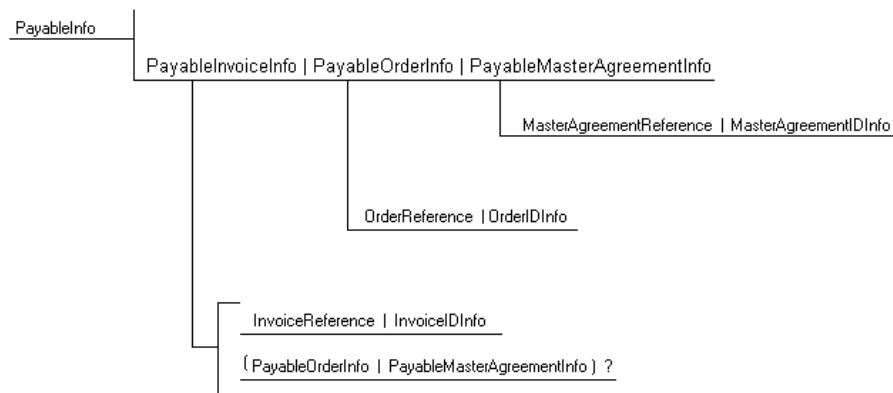 PayableInfo
PayableInvoiceInfo | PayableOrderInfo | PayableMasterAgreementInfo
MasterAgreementReference | MasterAgreementIDInfo
OrderReference | OrderIDInfo
InvoiceReference | InvoiceIDInfo
( PayableOrderInfo | PayableMasterAgreementInfo ) ?